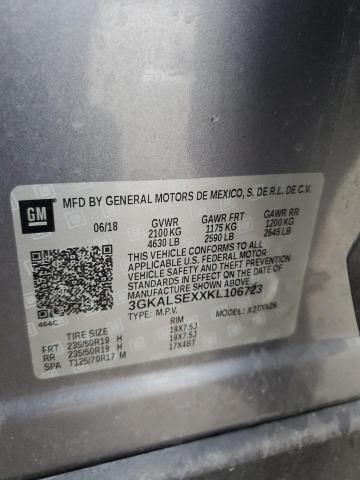 GM
MFD BY GENERAL MOTORS DE MEXICO, S. DE R.L. DE C.V.
06/18 GVWR GAWR FRT GAWR RR
2100 KG 1175 KG 1200 KG
4630 LB 2590 LB 2645 LB
THIS VEHICLE CONFORMS TO ALL
APPLICABLE U.S. FEDERAL MOTOR
VEHICLE SAFETY STANDARDS
IN EFFECT ON THE DATE OF
MANUFACTURE SHOWN ABOVE.
3GKALSEXXKL106723
464C TYPE: M.P.V. MODEL:
TIRE SIZE RIM
FRT 235/50R19 H 19X7.5J
RR 235/50R19 H 19X7.5J
SPA T125/70R17 M 17X4BT